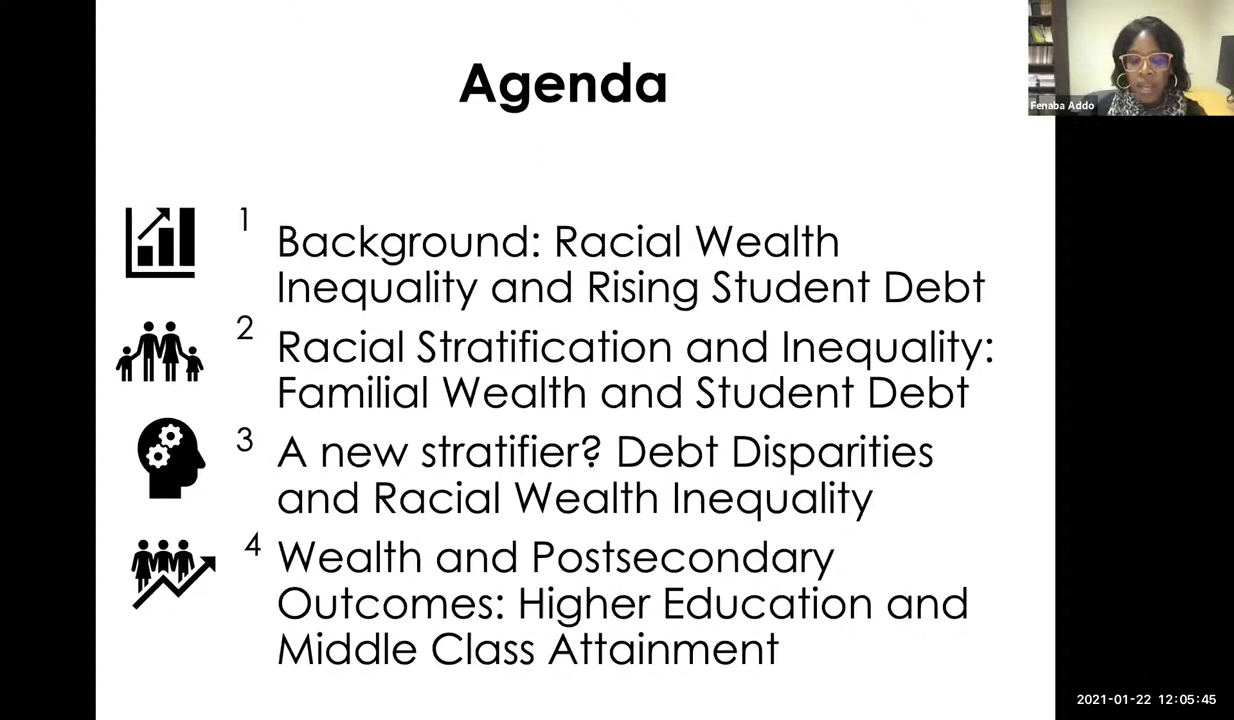 Agenda
Fenaba Addo
1
Background: Racial Wealth
Inequality and Rising Student Debt
2
Racial Stratification and Inequality:
Familial Wealth and Student Debt
3
A new stratifier? Debt Disparities
and Racial Wealth Inequality
4
Wealth and Postsecondary
Outcomes: Higher Education and
Middle Class Attainment
2021-01-22 12:05:45